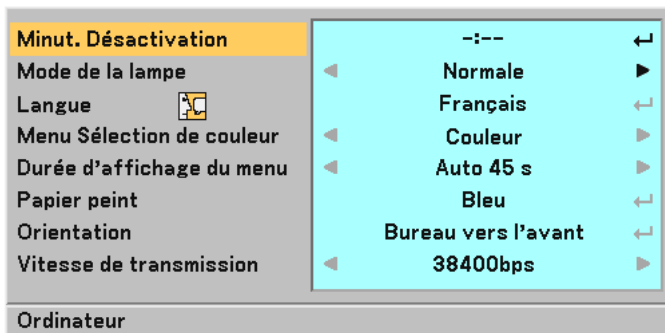 Minut. Désactivation -:--
Mode de la lampe Normale
Langue Français
Menu Sélection de couleur Couleur
Durée d'affichage du menu Auto 45 s
Papier peint Bleu
Orientation Bureau vers l'avant
Vitesse de transmission 38400bps
Ordinateur